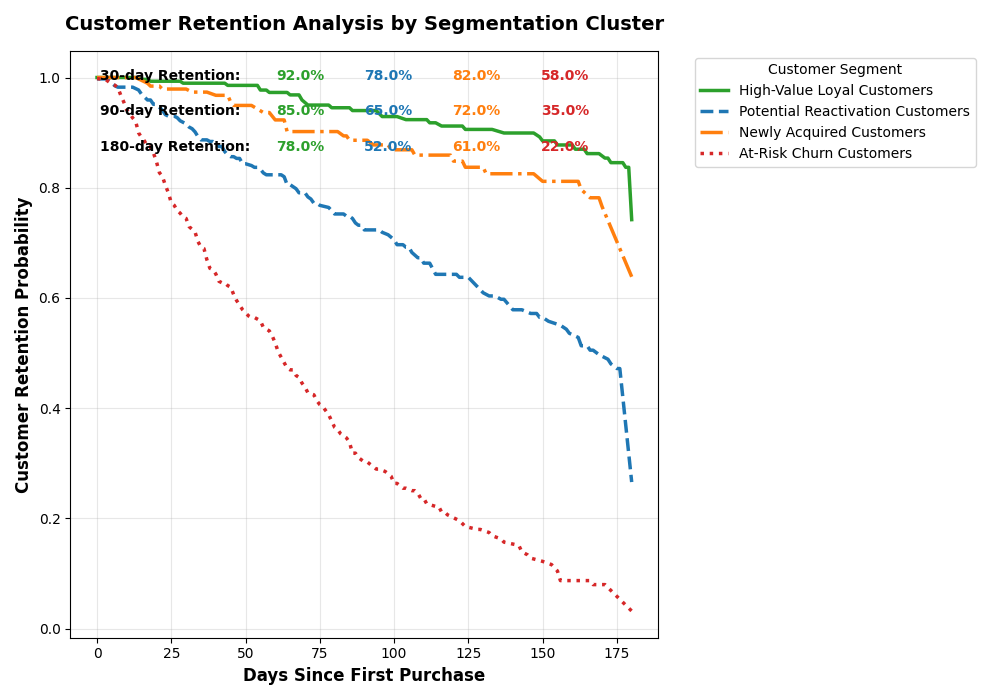 Customer Retention Analysis by Segmentation Cluster
30-day Retention: 92.0% 78.0% 82.0% 58.0%
90-day Retention: 85.0% 65.0% 72.0% 35.0%
180-day Retention: 78.0% 52.0% 61.0% 22.0%
Customer Segment
High-Value Loyal Customers
Potential Reactivation Customers
Newly Acquired Customers
At-Risk Churn Customers
Customer Retention Probability
1.0
0.8
0.6
0.4
0.2
0.0
0 25 50 75 100 125 150 175
Days Since First Purchase